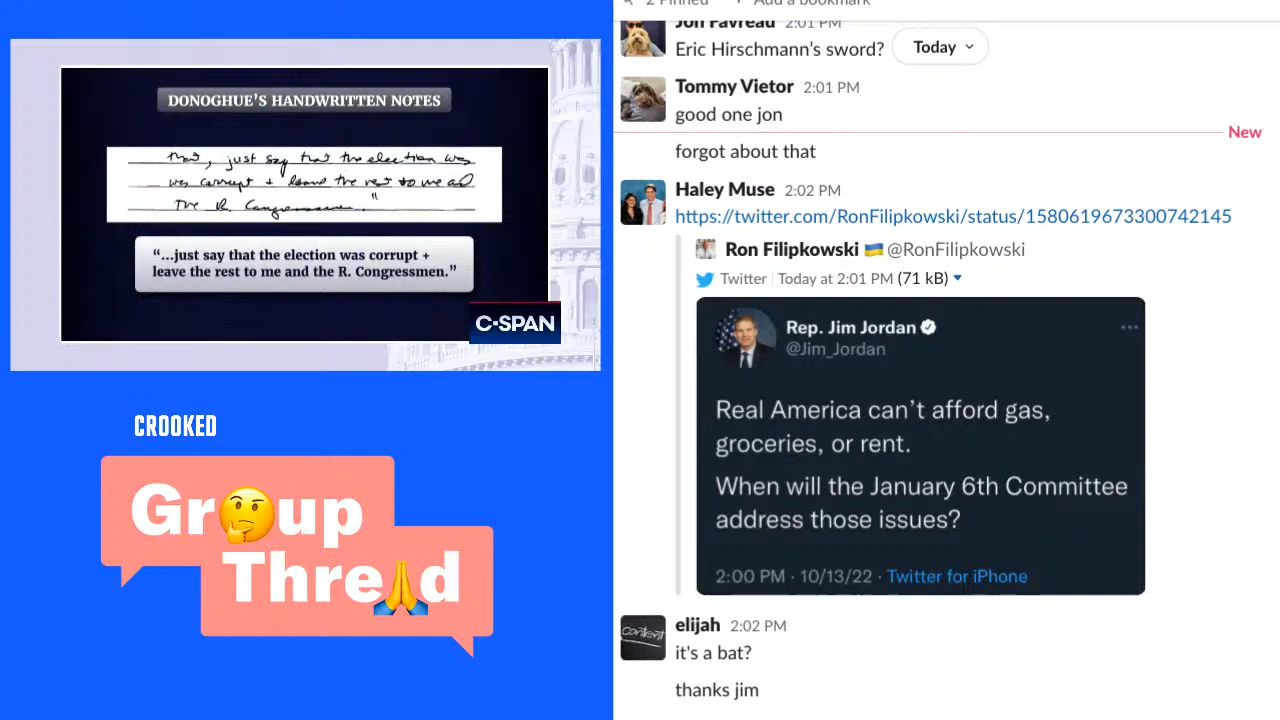 DONOGHUE'S HANDWRITTEN NOTES
that, just say that the election was
was corrupt + leave the rest to me and
the R. Congressmen."
“...just say that the election was corrupt +
leave the rest to me and the R. Congressmen.”
C-SPAN
CROOKED
Gr🤔up
Thre🙏d
2 Pinned
+ Add a bookmark
Jon Favreau 2:01 PM
Eric Hirschmann's sword?
Today
Tommy Vietor 2:01 PM
good one jon
New
forgot about that
Haley Muse 2:02 PM
https://twitter.com/RonFilipkowski/status/1580619673300742145
Ron Filipkowski 🇺🇦 @RonFilipkowski
Twitter | Today at 2:01 PM (71 kB)
Rep. Jim Jordan
@Jim_Jordan
Real America can't afford gas,
groceries, or rent.
When will the January 6th Committee
address those issues?
2:00 PM · 10/13/22 · Twitter for iPhone
content
elijah 2:02 PM
it's a bat?
thanks jim